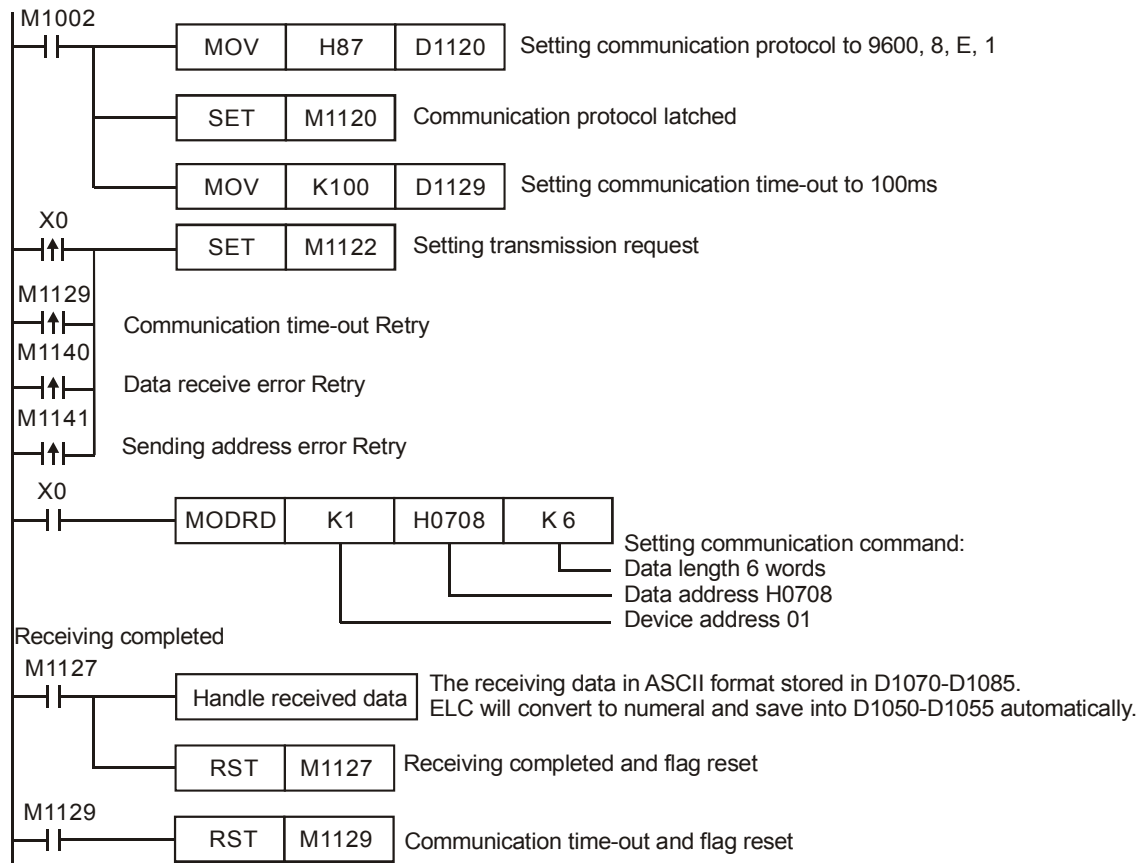 M1002
MOV H87 D1120 Setting communication protocol to 9600, 8, E, 1
SET M1120 Communication protocol latched
MOV K100 D1129 Setting communication time-out to 100ms
X0
SET M1122 Setting transmission request
M1129
Communication time-out Retry
M1140
Data receive error Retry
M1141
Sending address error Retry
X0
MODRD K1 H0708 K 6
Setting communication command:
Data length 6 words
Data address H0708
Device address 01
Receiving completed
M1127
Handle received data
The receiving data in ASCII format stored in D1070-D1085.
ELC will convert to numeral and save into D1050-D1055 automatically.
RST M1127 Receiving completed and flag reset
M1129
RST M1129 Communication time-out and flag reset